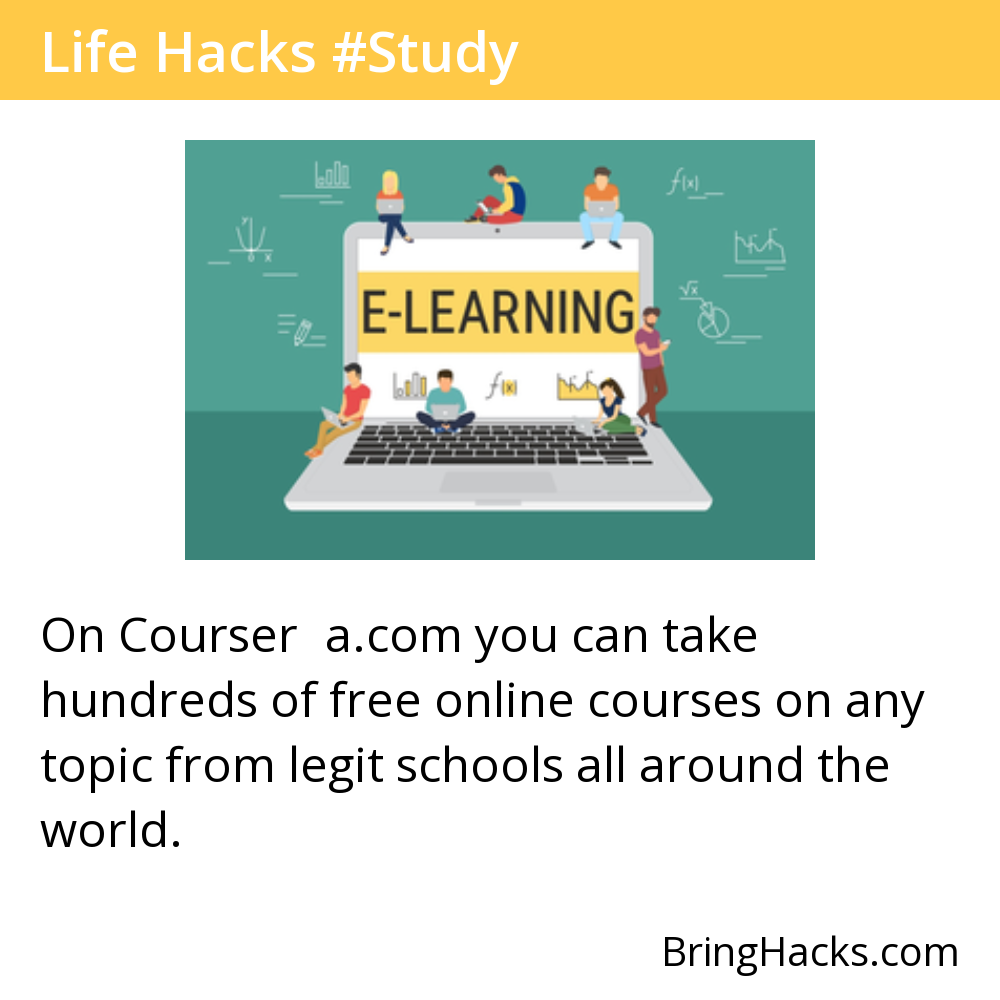 Life Hacks #Study
y
x
f(x)
√x
E-LEARNING
f(x)
On Courser  a.com you can take
hundreds of free online courses on any
topic from legit schools all around the
world.
BringHacks.com